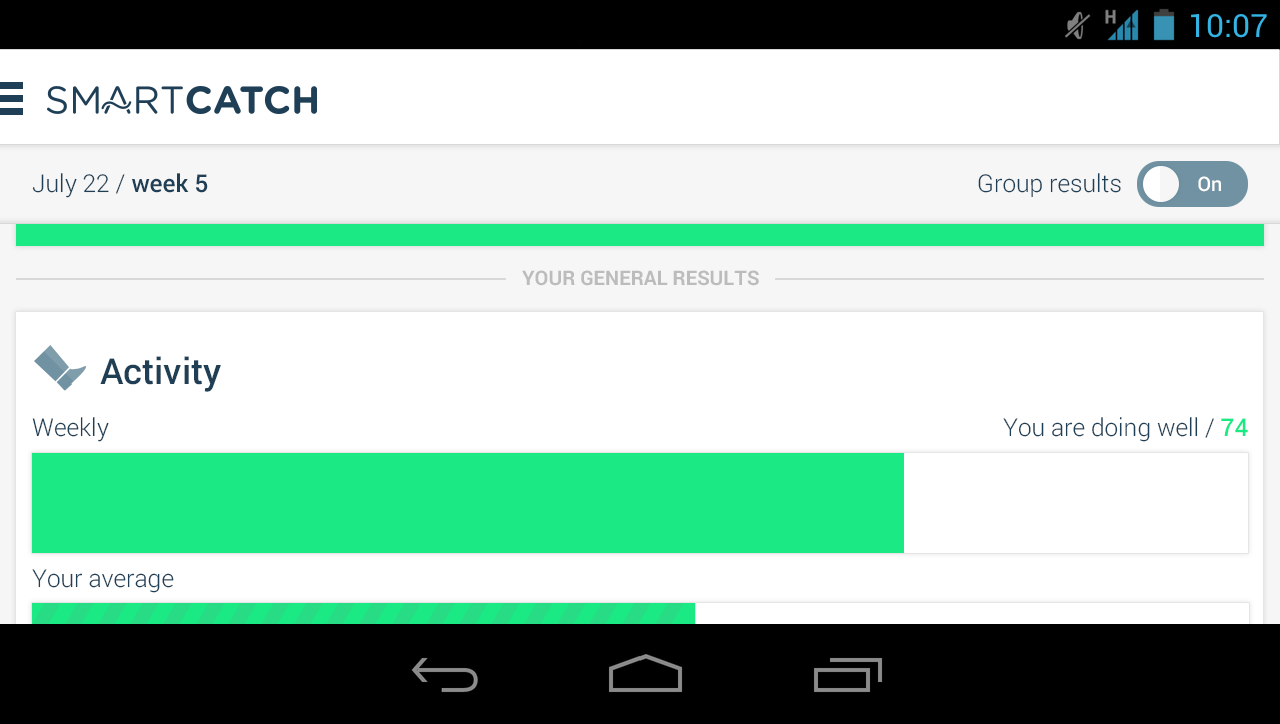 H
10:07
SMARTCATCH
July 22 / week 5
Group results
On
YOUR GENERAL RESULTS
Activity
Weekly
You are doing well / 74
Your average